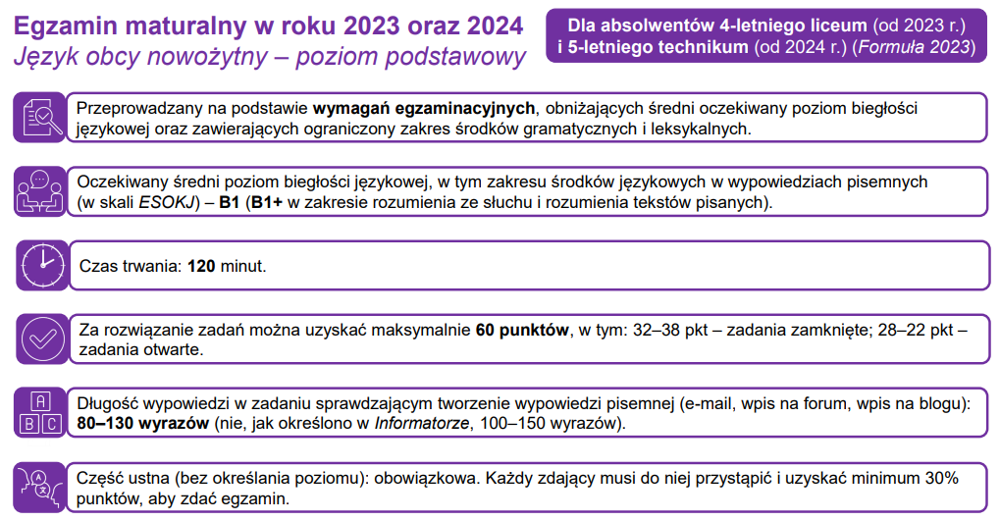 Egzamin maturalny w roku 2023 oraz 2024
Język obcy nowożytny – poziom podstawowy
Dla absolwentów 4-letniego liceum (od 2023 r.)
i 5-letniego technikum (od 2024 r.) (Formuła 2023)
Przeprowadzany na podstawie wymagań egzaminacyjnych, obniżających średni oczekiwany poziom biegłości
językowej oraz zawierających ograniczony zakres środków gramatycznych i leksykalnych.
Oczekiwany średni poziom biegłości językowej, w tym zakresu środków językowych w wypowiedziach pisemnych
(w skali ESOKJ) – B1 (B1+ w zakresie rozumienia ze słuchu i rozumienia tekstów pisanych).
Czas trwania: 120 minut.
Za rozwiązanie zadań można uzyskać maksymalnie 60 punktów, w tym: 32–38 pkt – zadania zamknięte; 28–22 pkt –
zadania otwarte.
A
B C
Długość wypowiedzi w zadaniu sprawdzającym tworzenie wypowiedzi pisemnej (e-mail, wpis na forum, wpis na blogu):
80–130 wyrazów (nie, jak określono w Informatorze, 100–150 wyrazów).
A
文
Część ustna (bez określania poziomu): obowiązkowa. Każdy zdający musi do niej przystąpić i uzyskać minimum 30%
punktów, aby zdać egzamin.